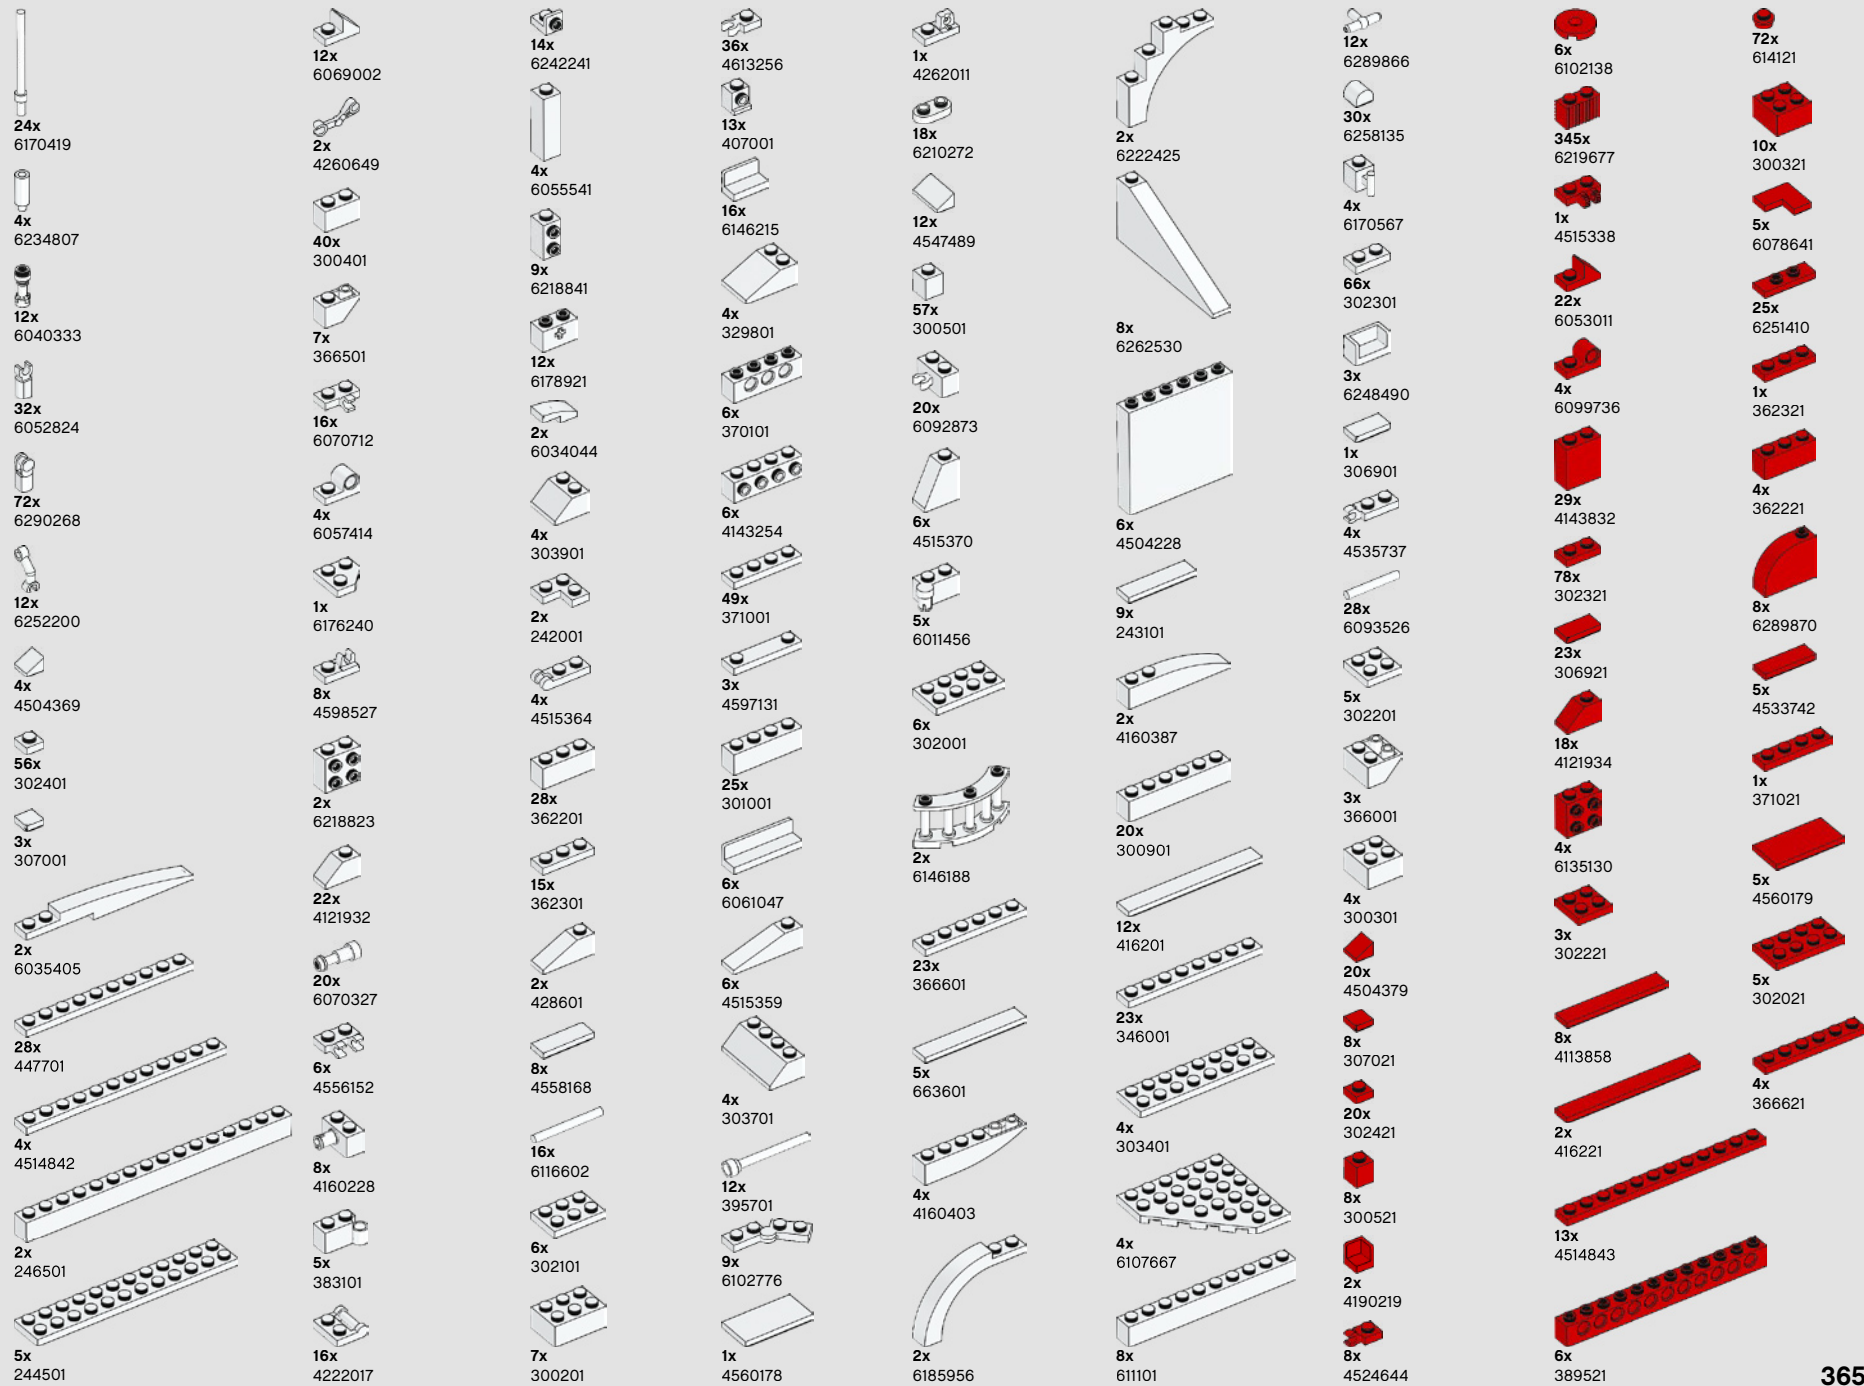 24x
6170419
4x
6234807
12x
6040333
32x
6052824
72x
6290268
12x
6252200
4x
4504369
56x
302401
3x
307001
2x
6035405
28x
447701
4x
4514842
2x
246501
5x
244501
12x
6069002
2x
4260649
40x
300401
7x
366501
16x
6070712
4x
6057414
1x
6176240
8x
4598527
2x
6218823
22x
4121932
20x
6070327
6x
4556152
8x
4160228
5x
383101
16x
4222017
14x
6242241
4x
6055541
9x
6218841
12x
6178921
2x
6034044
4x
303901
2x
242001
4x
4515364
28x
362201
15x
362301
2x
428601
8x
4558168
16x
6116602
6x
302101
7x
300201
36x
4613256
13x
407001
16x
6146215
4x
329801
6x
370101
6x
4143254
49x
371001
3x
4597131
25x
301001
6x
6061047
6x
4515359
4x
303701
12x
395701
9x
6102776
1x
4560178
1x
4262011
18x
6210272
12x
4547489
57x
300501
20x
6092873
6x
4515370
5x
6011456
6x
302001
2x
6146188
23x
366601
5x
663601
4x
4160403
2x
6185956
2x
6222425
8x
6262530
6x
4504228
9x
243101
2x
4160387
20x
300901
12x
416201
23x
346001
4x
303401
4x
6107667
8x
611101
12x
6289866
30x
6258135
4x
6170567
66x
302301
3x
6248490
1x
306901
4x
4535737
28x
6093526
5x
302201
3x
366001
4x
300301
20x
4504379
8x
307021
20x
302421
8x
300521
2x
4190219
8x
4524644
6x
6102138
345x
6219677
1x
4515338
22x
6053011
4x
6099736
29x
4143832
78x
302321
23x
306921
18x
4121934
4x
6135130
3x
302221
8x
4113858
2x
416221
13x
4514843
6x
389521
72x
614121
10x
300321
5x
6078641
25x
6251410
1x
362321
4x
362221
8x
6289870
5x
4533742
1x
371021
5x
4560179
5x
302021
4x
366621
365